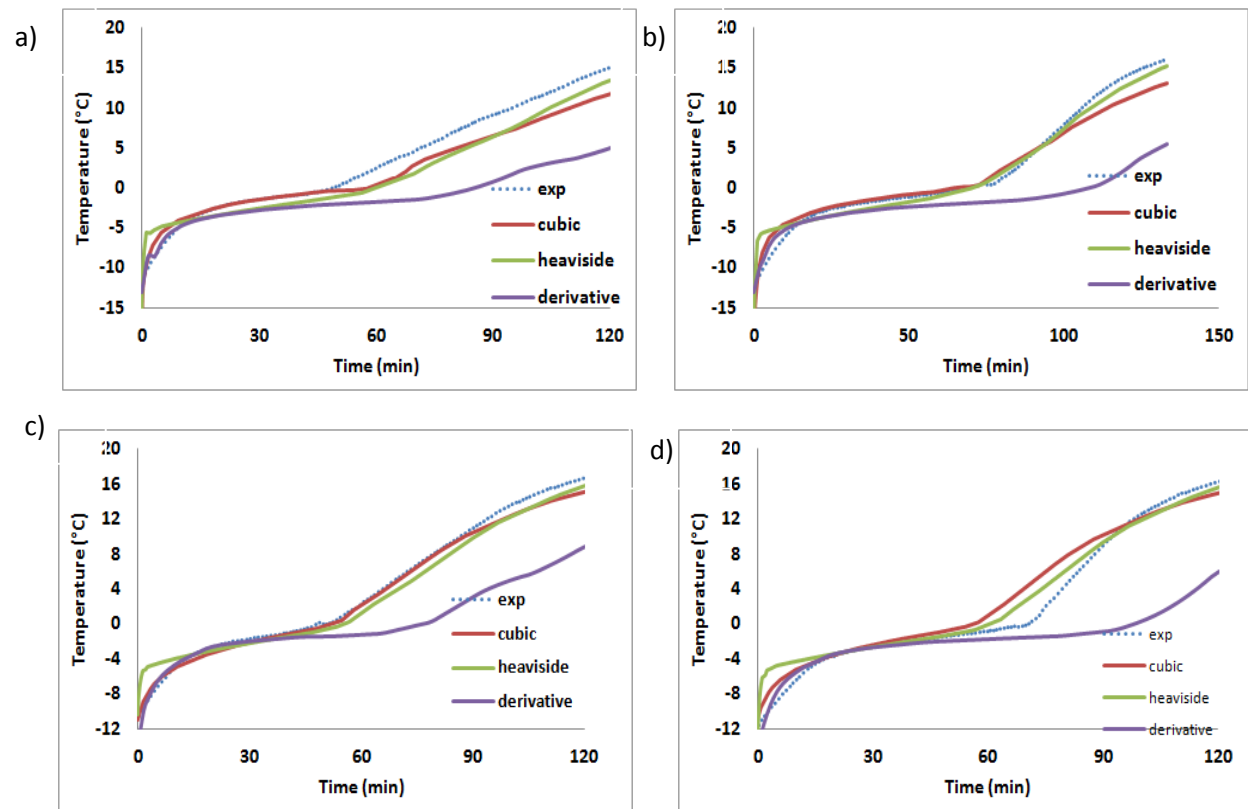 a)
Temperature (°C)
20
15
10
5
0
-5
-10
-15
0 30 60 90 120
Time (min)
exp
cubic
heaviside
derivative
b)
Temperature (°C)
20
15
10
5
0
-5
-10
-15
0 50 100 150
Time (min)
exp
cubic
heaviside
derivative
c)
Temperature (°C)
20
16
12
8
4
0
-4
-8
-12
0 30 60 90 120
Time (min)
exp
cubic
heaviside
derivative
d)
Temperature (°C)
20
16
12
8
4
0
-4
-8
-12
0 30 60 90 120
Time (min)
exp
cubic
heaviside
derivative